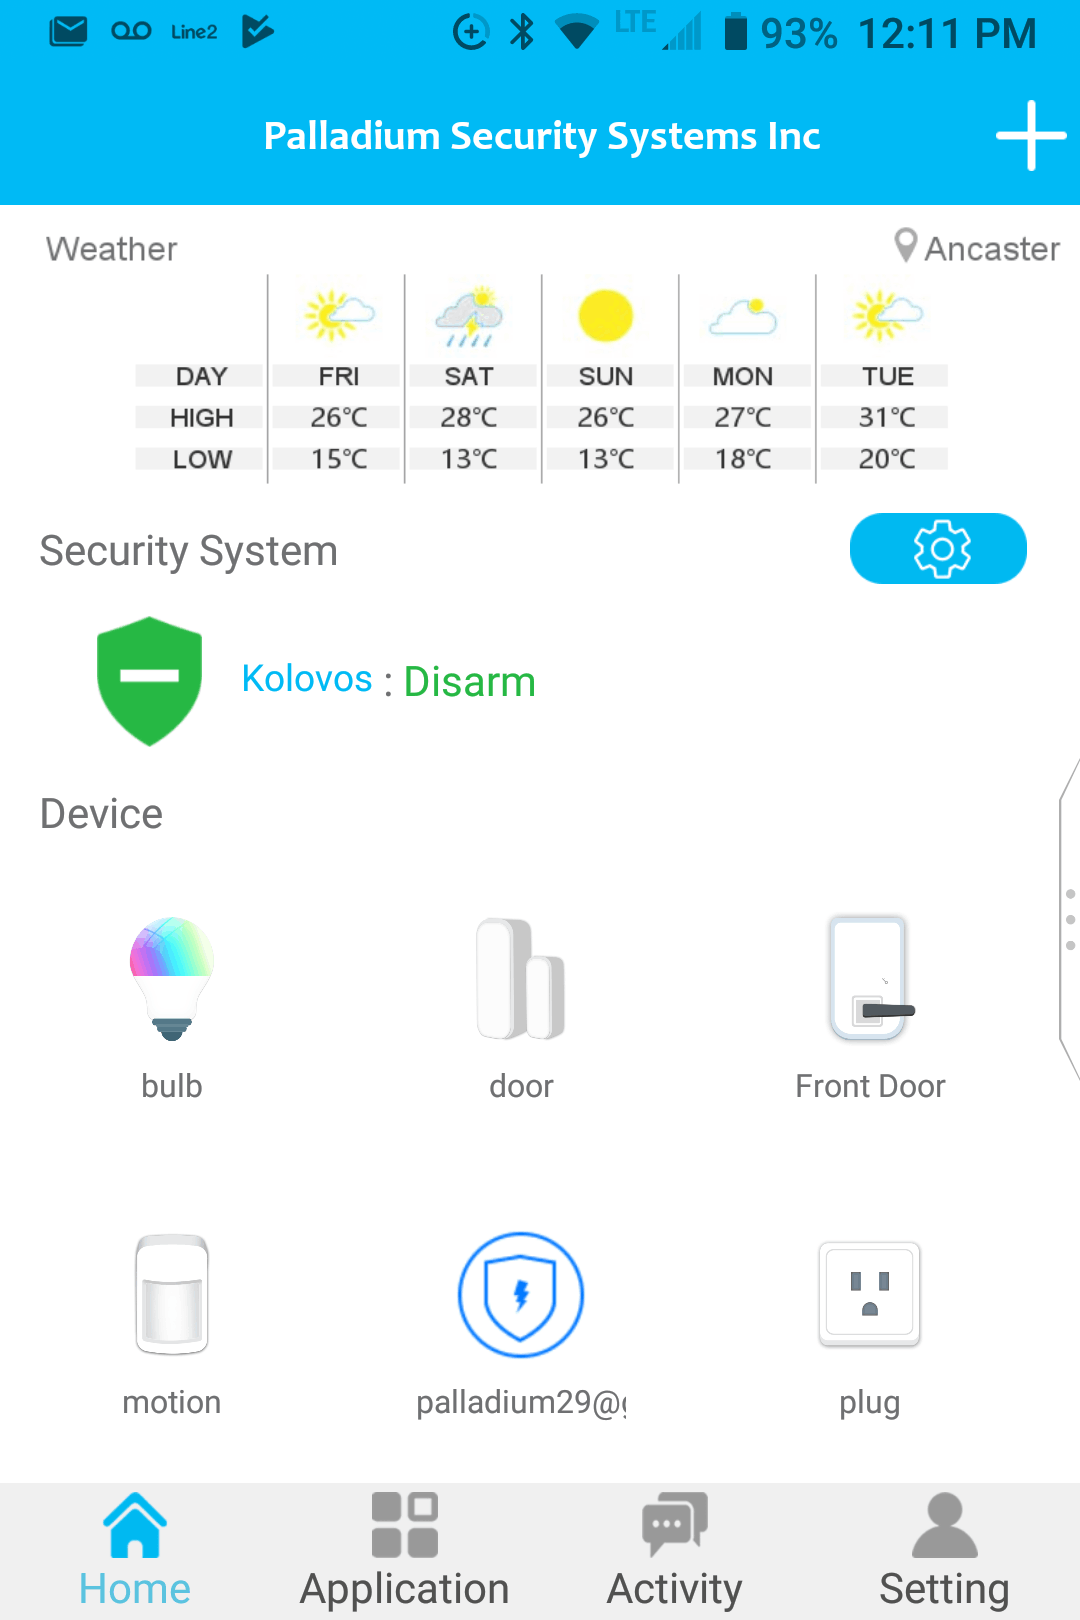 Line2 LTE 93% 12:11 PM
Palladium Security Systems Inc
Weather Ancaster
DAY FRI SAT SUN MON TUE
HIGH 26°C 28°C 26°C 27°C 31°C
LOW 15°C 13°C 13°C 18°C 20°C
Security System
Kolovos : Disarm
Device
bulb door Front Door
motion palladium29@ plug
Home Application Activity Setting